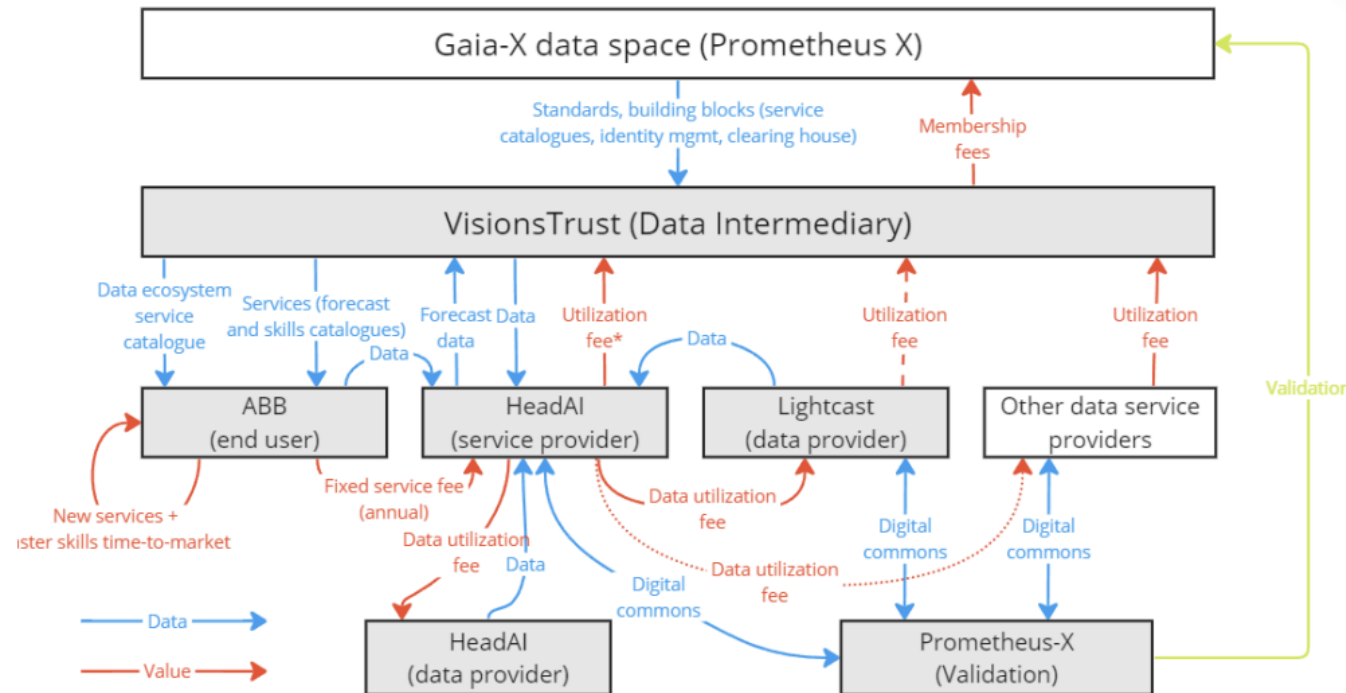 Gaia-X data space (Prometheus X)
Standards, building blocks (service
catalogues, identity mgmt, clearing house)
Membership
fees
VisionsTrust (Data Intermediary)
Data ecosystem
service
catalogue
Services (forecast
and skills catalogues)
Data
Forecast
data
Data
Utilization
fee*
Data
Utilization
fee
Utilization
fee
Validation
ABB
(end user)
HeadAI
(service provider)
Lightcast
(data provider)
Other data service
providers
New services +
aster skills time-to-market
Fixed service fee
(annual)
Data utilization
fee
Data
Data utilization
fee
Digital
commons
Data utilization
fee
Digital
commons
Digital
commons
Data
Value
HeadAI
(data provider)
Prometheus-X
(Validation)